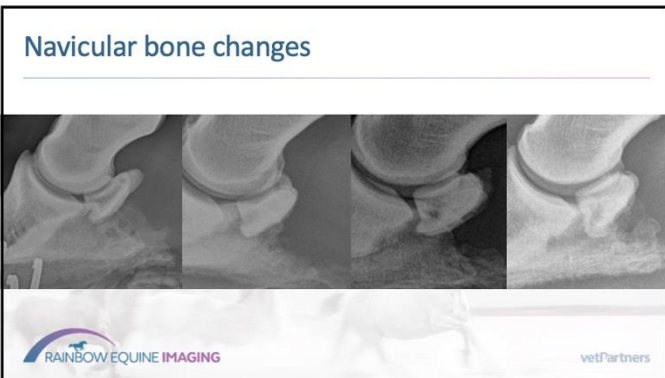 Navicular bone changes
RAINBOW EQUINE IMAGING
vetPartners